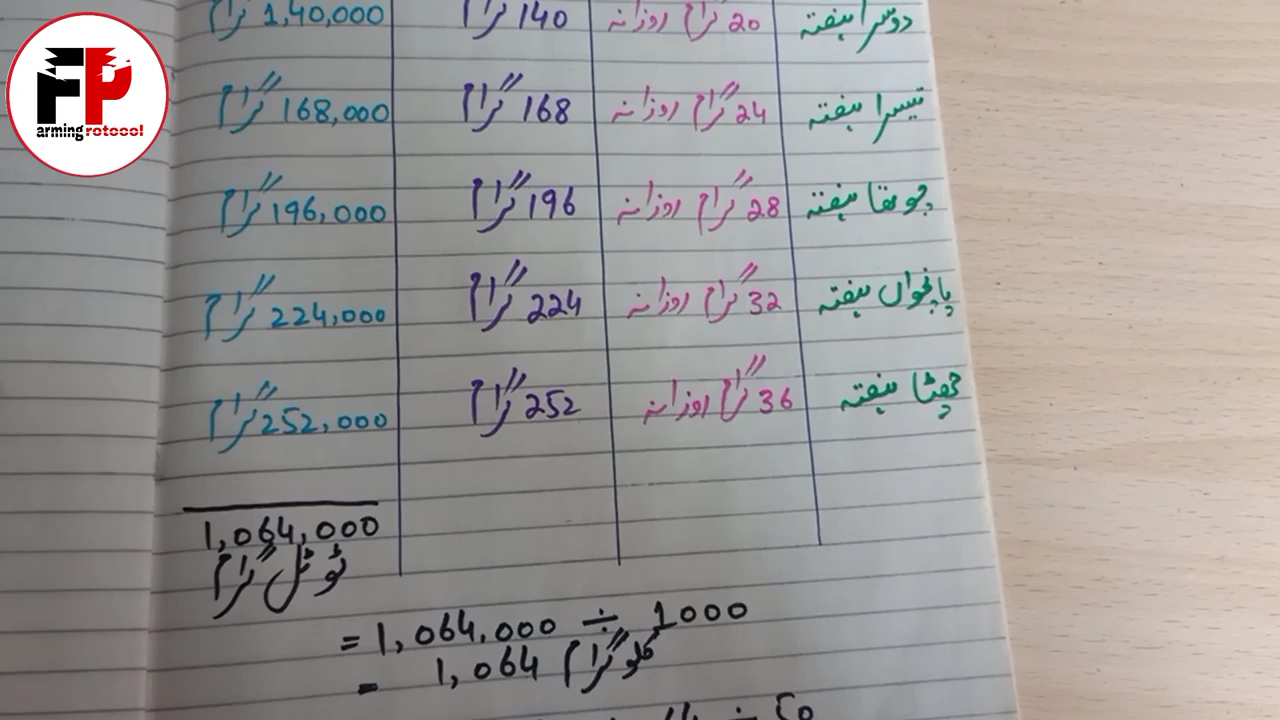 FP
arming rotocol
دوسرا ہفتہ 20 گرام روزانہ 140 گرام 1,40,000 گرام
تیسرا ہفتہ 24 گرام روزانہ 168 گرام 168,000 گرام
چوتھا ہفتہ 28 گرام روزانہ 196 گرام 196,000 گرام
پانچواں ہفتہ 32 گرام روزانہ 224 گرام 224,000 گرام
چھٹا ہفتہ 36 گرام روزانہ 252 گرام 252,000 گرام
1,064,000
ٹوٹل گرام
= 1,064,000 ÷ 1000
= 1,064 کلوگرام